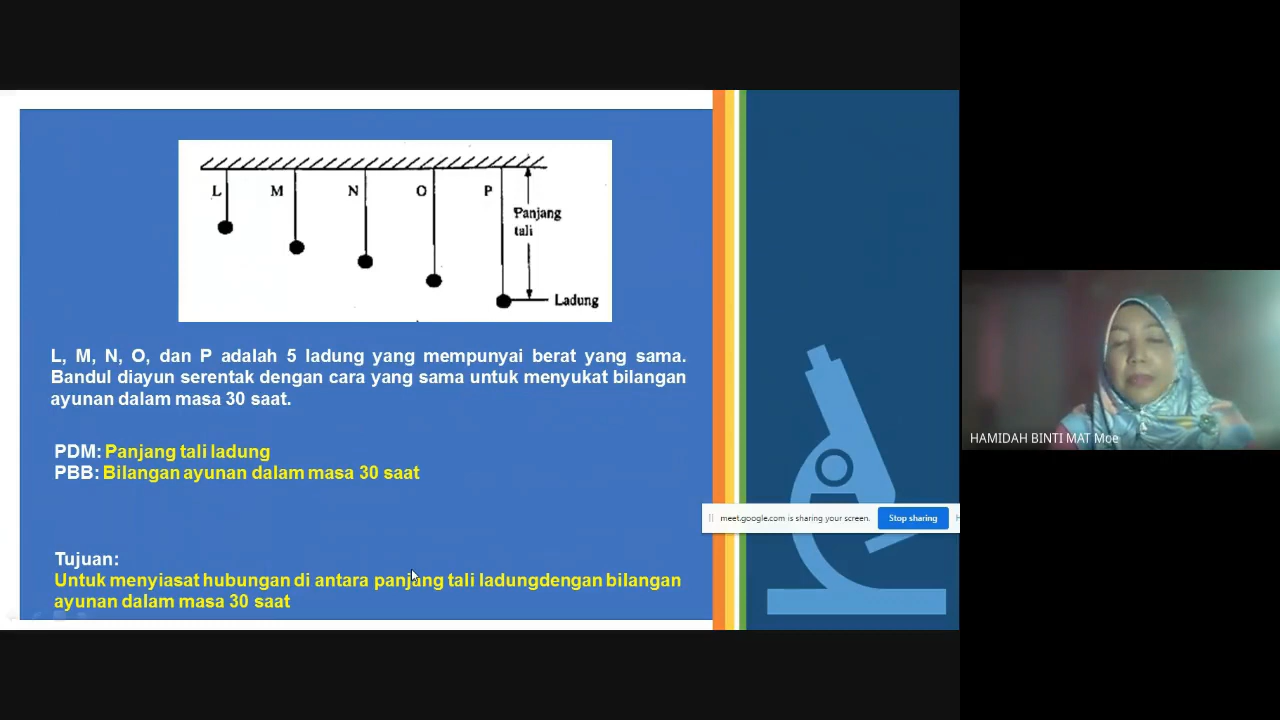 L M N O P
Panjang
tali
Ladung
L, M, N, O, dan P adalah 5 ladung yang mempunyai berat yang sama.
Bandul diayun serentak dengan cara yang sama untuk menyukat bilangan
ayunan dalam masa 30 saat.
PDM: Panjang tali ladung
PBB: Bilangan ayunan dalam masa 30 saat
Tujuan:
Untuk menyiasat hubungan di antara panjang tali ladungdengan bilangan
ayunan dalam masa 30 saat
meet.google.com is sharing your screen. Stop sharing H
HAMIDAH BINTI MAT Moe